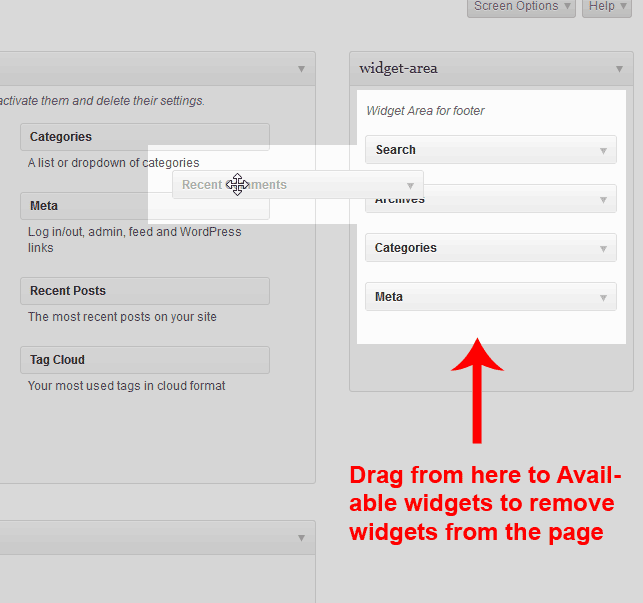 Screen Options
Help
widget-area
activate them and delete their settings.
Widget Area for footer
Categories
A list or dropdown of categories
Search
Recent Comments
Archives
Meta
Log in/out, admin, feed and WordPress
links
Categories
Recent Posts
Meta
The most recent posts on your site
Tag Cloud
Your most used tags in cloud format
Drag from here to Avail-
able widgets to remove
widgets from the page